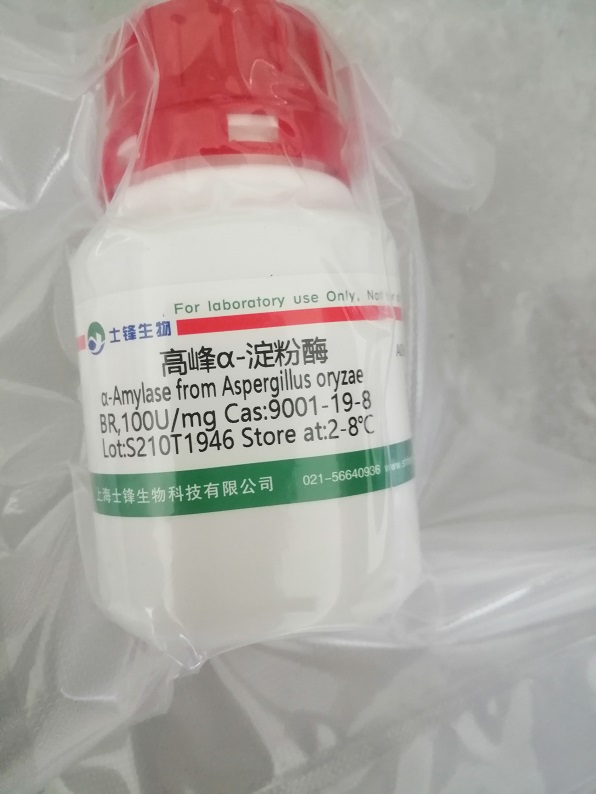 For laboratory use Only, Not for
士锋生物
高峰α-淀粉酶
α-Amylase from Aspergillus oryzae
BR,100U/mg Cas:9001-19-8
Lot:S210T1946 Store at:2-8℃
上海士锋生物科技有限公司 021-56640936